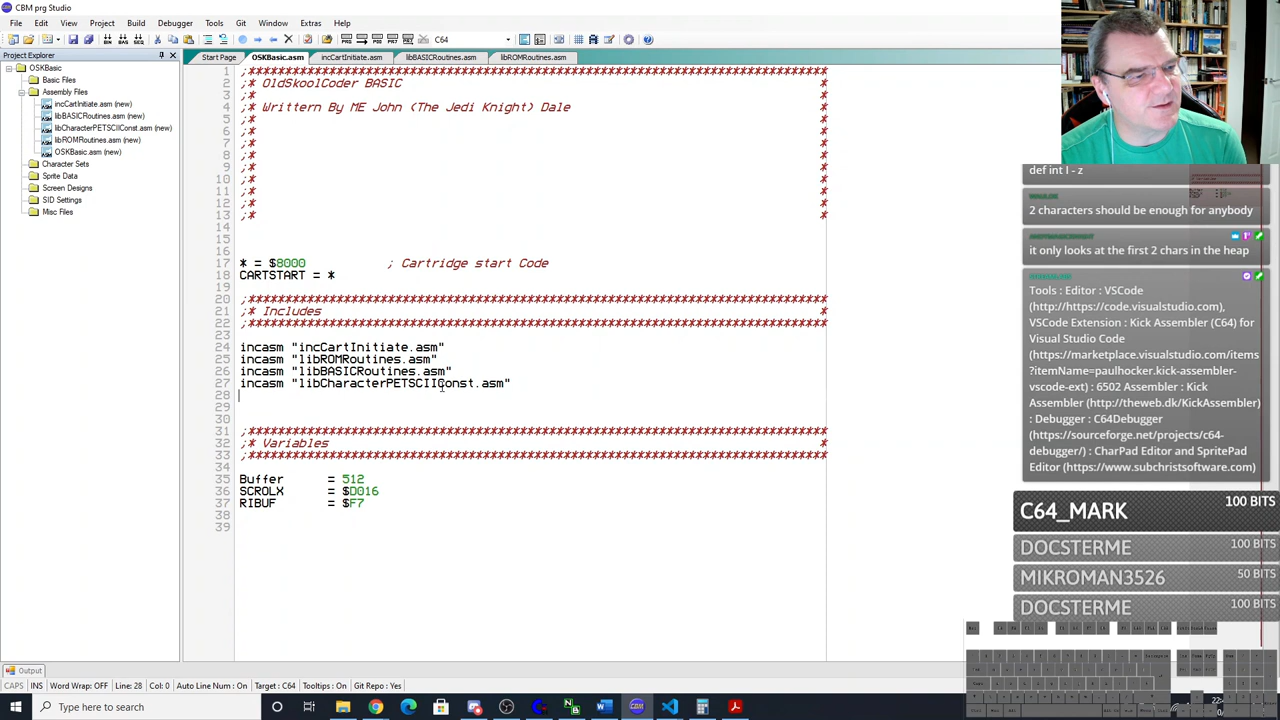 CBM prg Studio
File Edit View Project Build Debugger Tools Git Window Extras Help
C64
Project Explorer
Start Page OSKBasic.asm incCartInitiate.asm libBASICRoutines.asm libROMRoutines.asm
OSKBasic
Basic Files
Assembly Files
incCartInitiate.asm (new)
libBASICRoutines.asm (new)
libCharacterPETSCIIConst.asm (new)
libROMRoutines.asm (new)
OSKBasic.asm (new)
Character Sets
Sprite Data
Screen Designs
SID Settings
Misc Files
1 ;*******************************************************************************
2 ;* OldSkoolCoder BASIC *
3 ;* *
4 ;* Writtern By ME John (The Jedi Knight) Dale *
5 ;* *
6 ;* *
7 ;* *
8 ;* *
9 ;* *
10 ;* *
11 ;* *
12 ;* *
13 ;* *
14
15
16
17 * = $8000 ; Cartridge start Code
18 CARTSTART = *
19
20 ;*******************************************************************************
21 ;* Includes *
22 ;*******************************************************************************
23
24 incasm "incCartInitiate.asm"
25 incasm "libROMRoutines.asm"
26 incasm "libBASICRoutines.asm"
27 incasm "libCharacterPETSCIIConst.asm"
28
29
30
31 ;*******************************************************************************
32 ;* Variables *
33 ;*******************************************************************************
34
35 Buffer = 512
36 SCROLX = $D016
37 RIBUF = $F7
38
39
def int I - z
2 characters should be enough for anybody
it only looks at the first 2 chars in the heap
Tools : Editor : VSCode
(http://https://code.visualstudio.com),
VSCode Extension : Kick Assembler (C64) for
Visual Studio Code
(https://marketplace.visualstudio.com/items
?itemName=paulhocker.kick-assembler-
vscode-ext) : 6502 Assembler : Kick
Assembler (http://theweb.dk/KickAssembler)
: Debugger : C64Debugger
(https://sourceforge.net/projects/c64-
debugger/) : CharPad Editor and SpritePad
Editor (https://www.subchristsoftware.com)
C64_MARK 100 BITS
DOCSTERME 100 BITS
MIKROMAN3526 50 BITS
DOCSTERME 100 BITS
Output
CAPS INS Word Wrap: OFF Line: 28 Col: 0 Auto Line Num : On Target : C64 Tooltips : On Git Repo : Yes
Type here to search